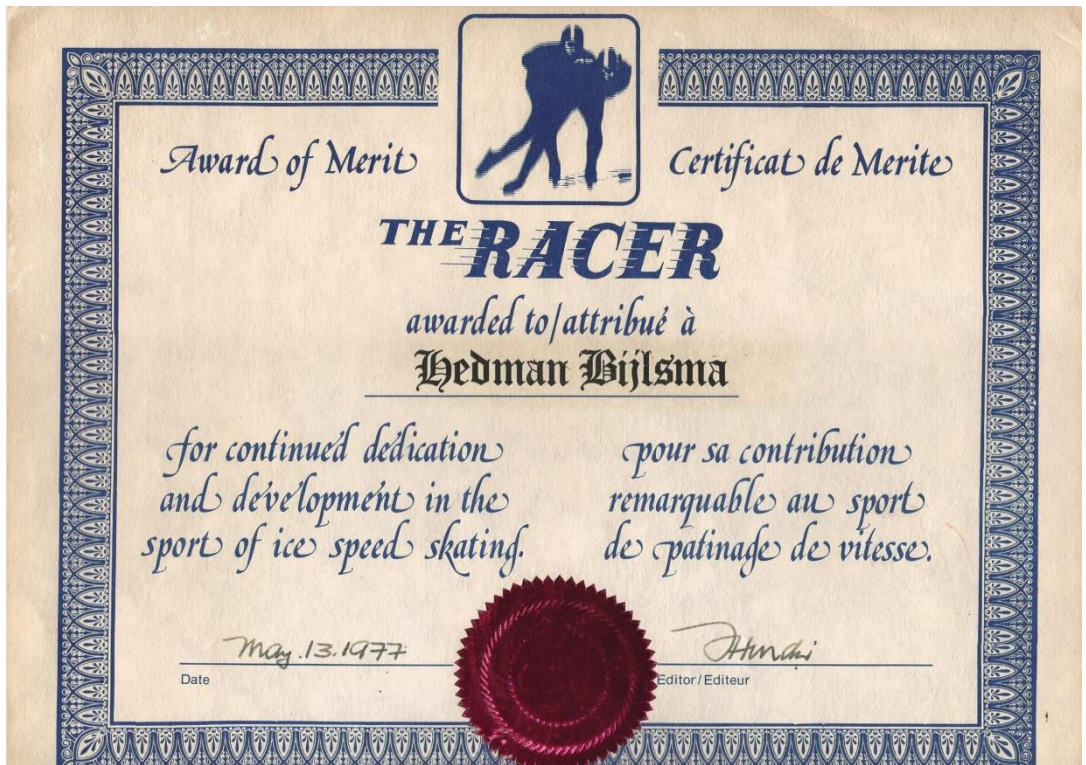 Award of Merit
Certificat de Merite
THE RACER
awarded to/attribué à
Hedman Bijlsma
for continued dedication
and development in the
sport of ice speed skating.
pour sa contribution
remarquable au sport
de patinage de vitesse.
May.13.1977
Date
Editor/Editeur